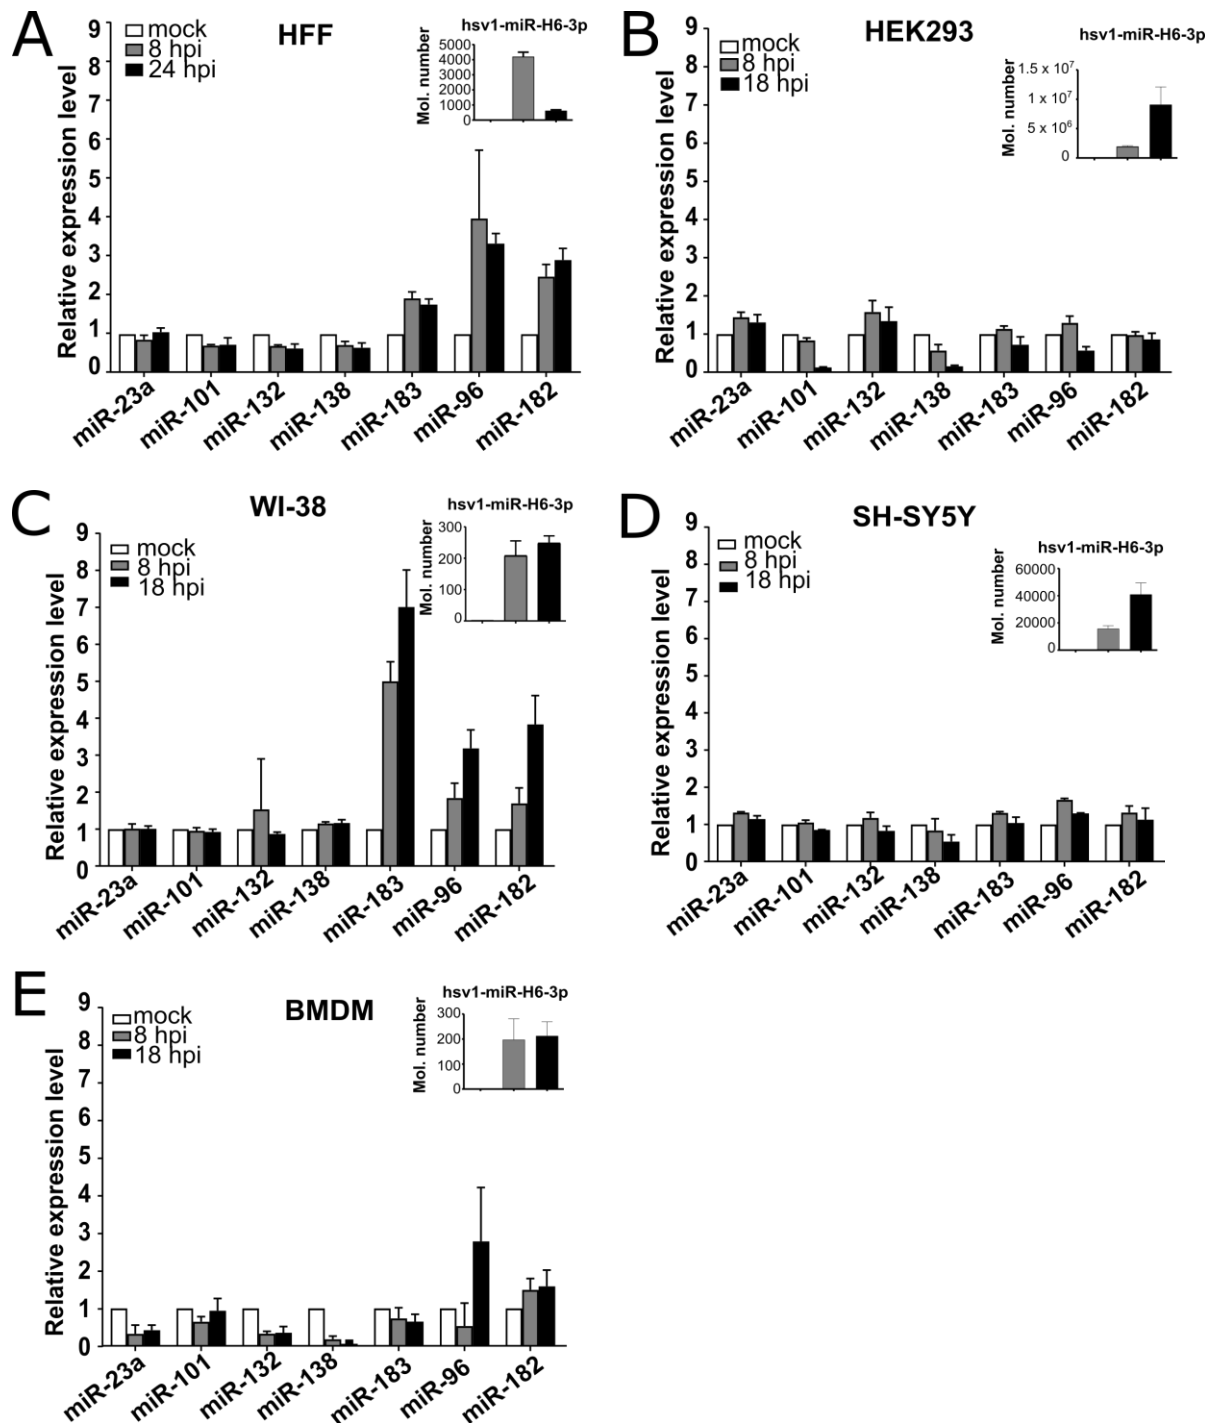 A
HFF
mock
8 hpi
24 hpi
Relative expression level
9
8
7
6
5
4
3
2
1
0
miR-23a
miR-101
miR-132
miR-138
miR-183
miR-96
miR-182
hsv1-miR-H6-3p
Mol. number
5000
4000
3000
2000
1000
0
B
HEK293
mock
8 hpi
18 hpi
Relative expression level
9
8
7
6
5
4
3
2
1
0
miR-23a
miR-101
miR-132
miR-138
miR-183
miR-96
miR-182
hsv1-miR-H6-3p
Mol. number
1.5 x 10⁷
1 x 10⁷
5 x 10⁶
0
C
WI-38
mock
8 hpi
18 hpi
Relative expression level
9
8
7
6
5
4
3
2
1
0
miR-23a
miR-101
miR-132
miR-138
miR-183
miR-96
miR-182
hsv1-miR-H6-3p
Mol. number
300
200
100
0
D
SH-SY5Y
mock
8 hpi
18 hpi
Relative expression level
9
8
7
6
5
4
3
2
1
0
miR-23a
miR-101
miR-132
miR-138
miR-183
miR-96
miR-182
hsv1-miR-H6-3p
Mol. number
60000
40000
20000
0
E
BMDM
mock
8 hpi
18 hpi
Relative expression level
9
8
7
6
5
4
3
2
1
0
miR-23a
miR-101
miR-132
miR-138
miR-183
miR-96
miR-182
hsv1-miR-H6-3p
Mol. number
300
200
100
0